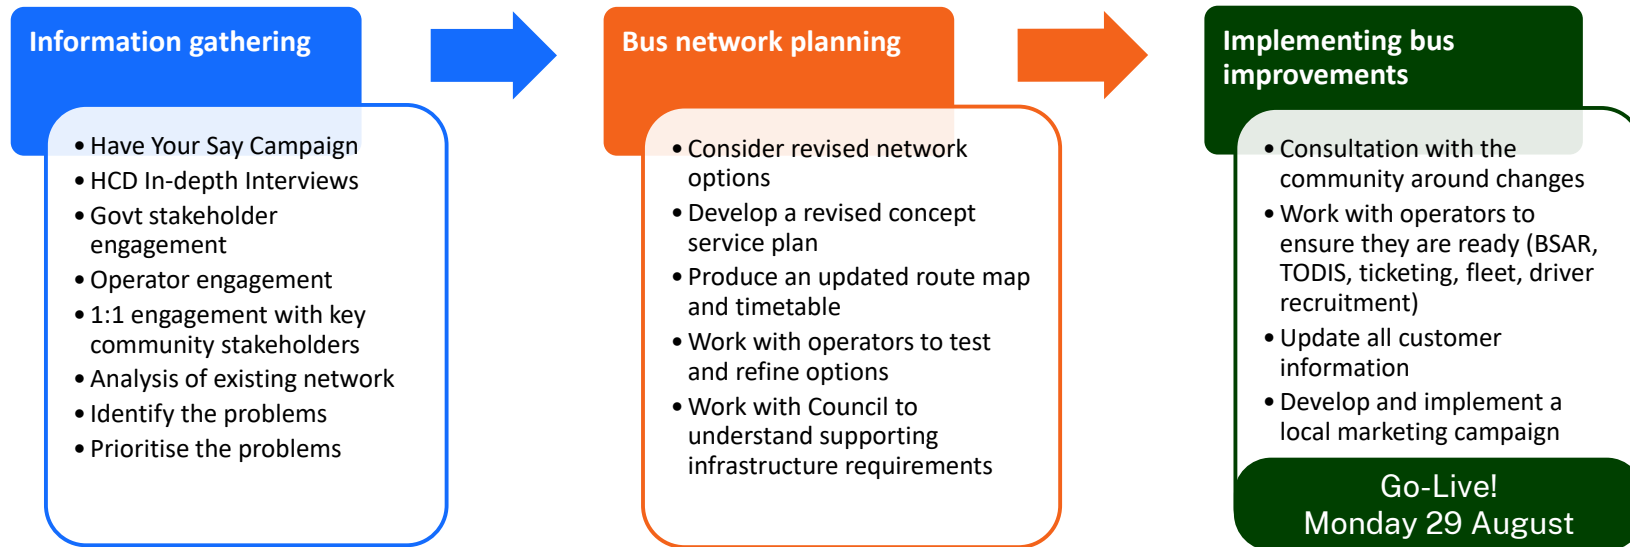 Information gathering
• Have Your Say Campaign
• HCD In-depth Interviews
• Govt stakeholder
engagement
• Operator engagement
• 1:1 engagement with key
community stakeholders
• Analysis of existing network
• Identify the problems
• Prioritise the problems
Bus network planning
• Consider revised network
options
• Develop a revised concept
service plan
• Produce an updated route map
and timetable
• Work with operators to test
and refine options
• Work with Council to
understand supporting
infrastructure requirements
Implementing bus
improvements
• Consultation with the
community around changes
• Work with operators to
ensure they are ready (BSAR,
TODIS, ticketing, fleet, driver
recruitment)
• Update all customer
information
• Develop and implement a
local marketing campaign
Go-Live!
Monday 29 August